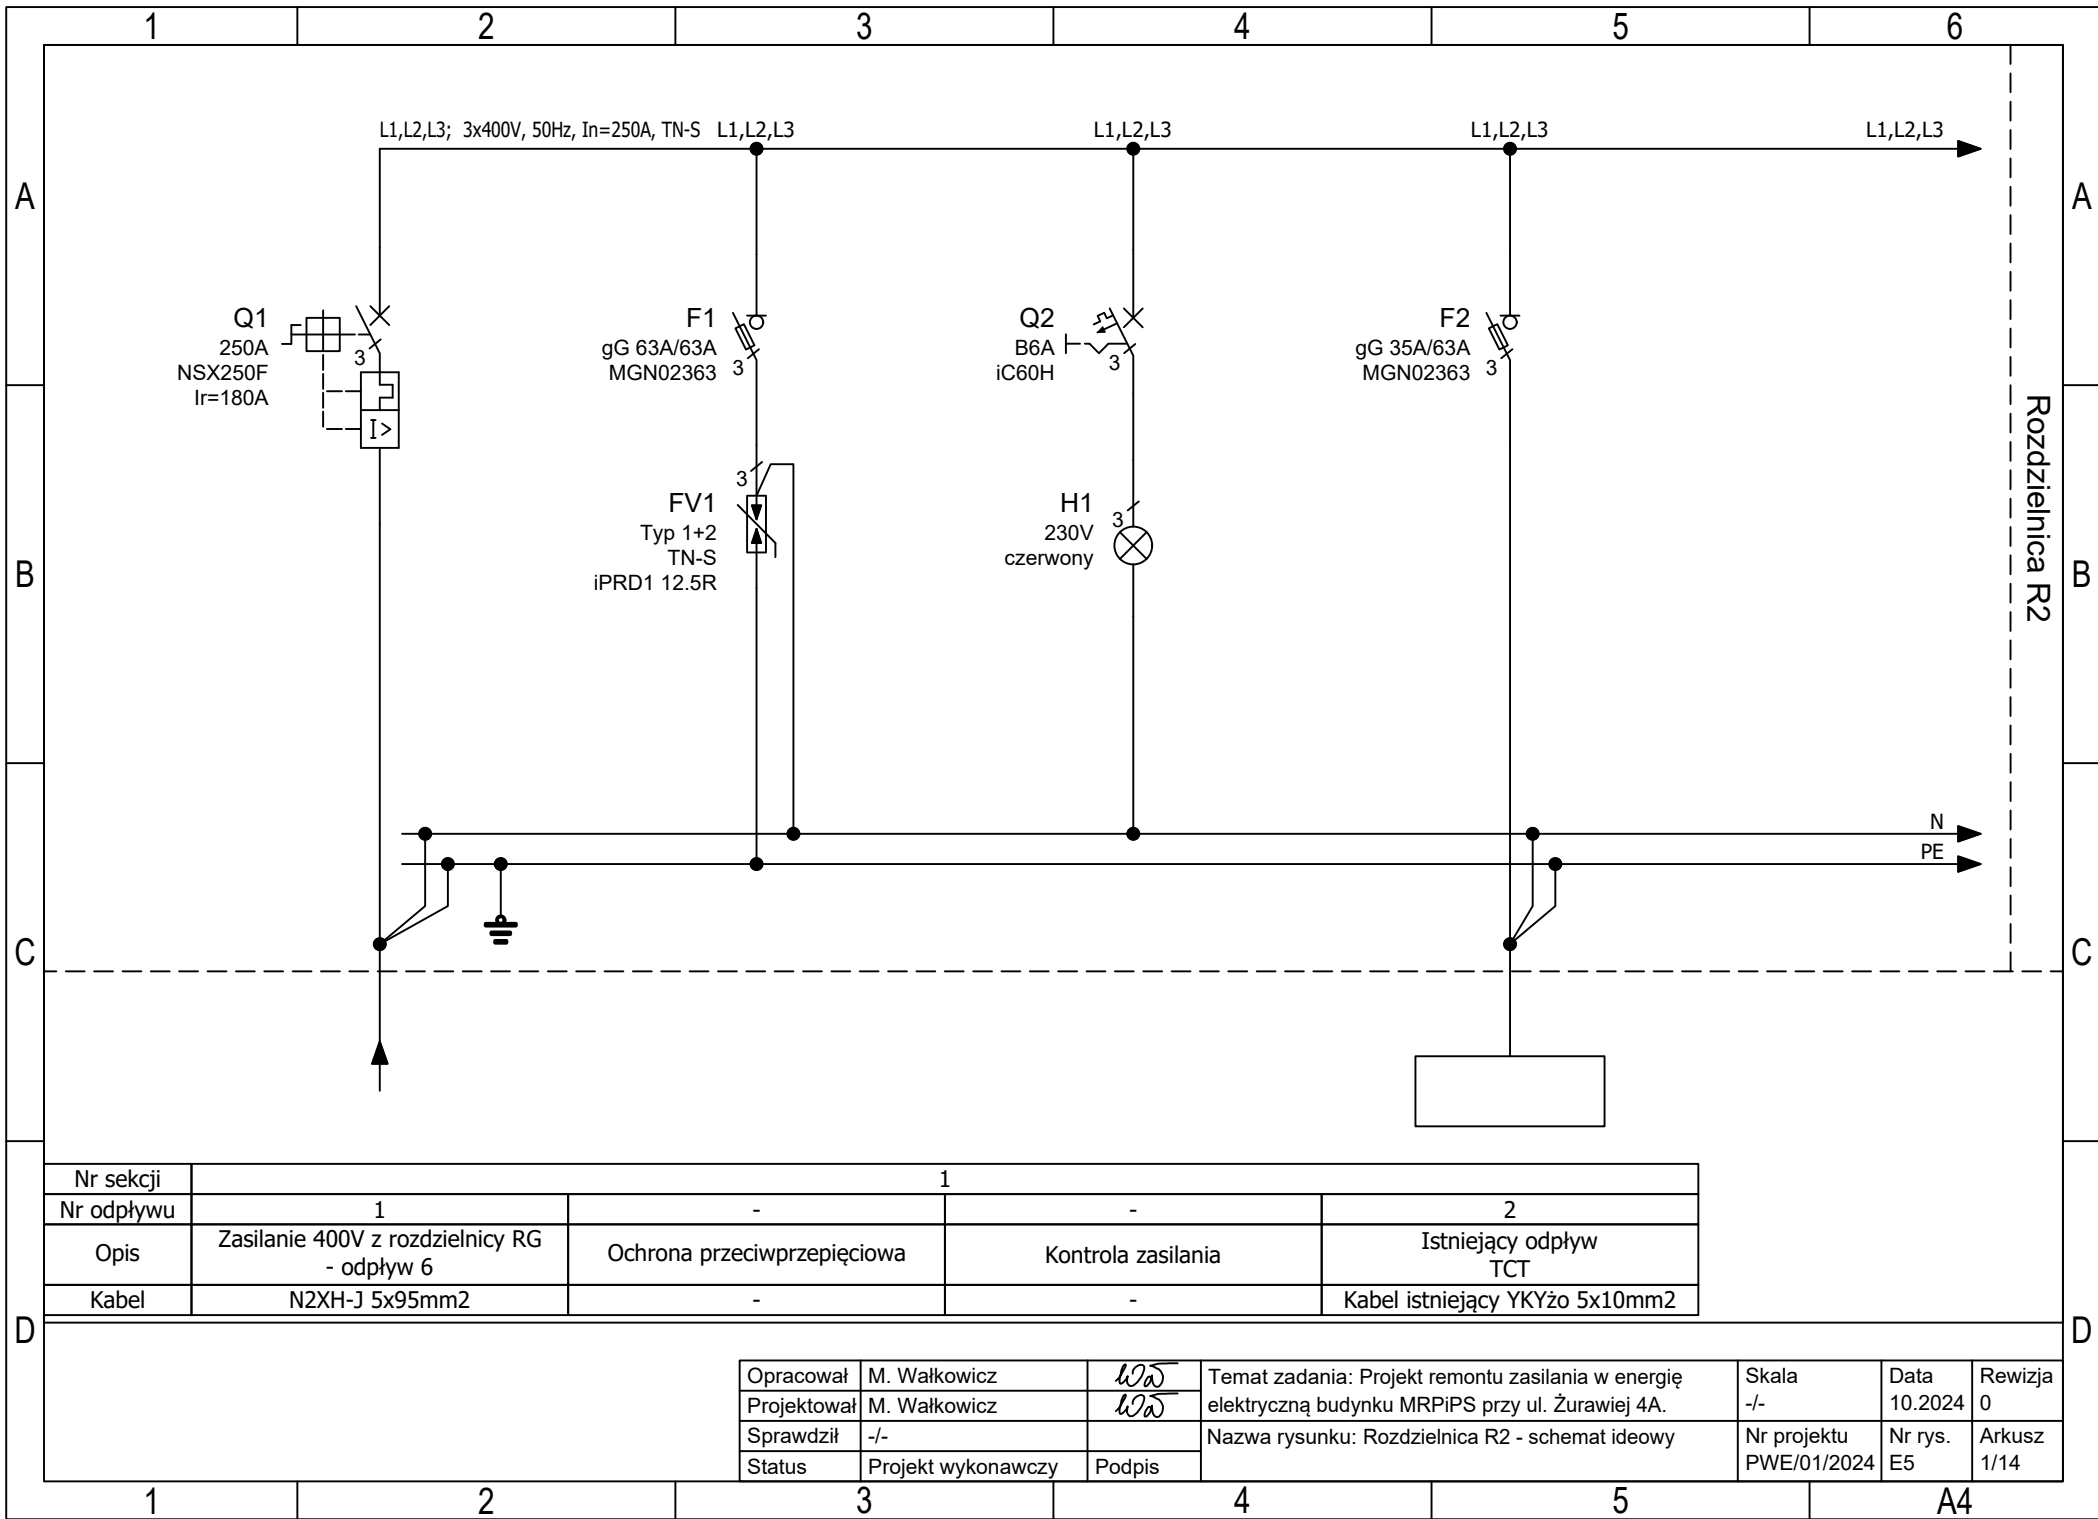 1 2 3 4 5 6
L1,L2,L3; 3x400V, 50Hz, In=250A, TN-S L1,L2,L3 L1,L2,L3 L1,L2,L3 L1,L2,L3
A A
Q1
250A
NSX250F
Ir=180A
3
I>
F1
gG 63A/63A
MGN02363
3
Q2
B6A
iC60H
3
F2
gG 35A/63A
MGN02363
3
Rozdzielnica R2
3
FV1
Typ 1+2
TN-S
iPRD1 12.5R
H1
230V
czerwony
3
B B
N
PE
C C
Nr sekcji 1
Nr odpływu 1 - - 2
Opis
Zasilanie 400V z rozdzielnicy RG
- odpływ 6
Ochrona przeciwprzepięciowa
Kontrola zasilania
Istniejący odpływ
TCT
Kabel N2XH-J 5x95mm2 - - Kabel istniejący YKYżo 5x10mm2
D D
Opracował M. Wałkowicz
Projektował M. Wałkowicz
Sprawdził -/-
Status Projekt wykonawczy Podpis
Temat zadania: Projekt remontu zasilania w energię
elektryczną budynku MRPiPS przy ul. Żurawiej 4A.
Nazwa rysunku: Rozdzielnica R2 - schemat ideowy
Skala
-/-
Data
10.2024
Rewizja
0
Nr projektu
PWE/01/2024
Nr rys.
E5
Arkusz
1/14
1 2 3 4 5 A4